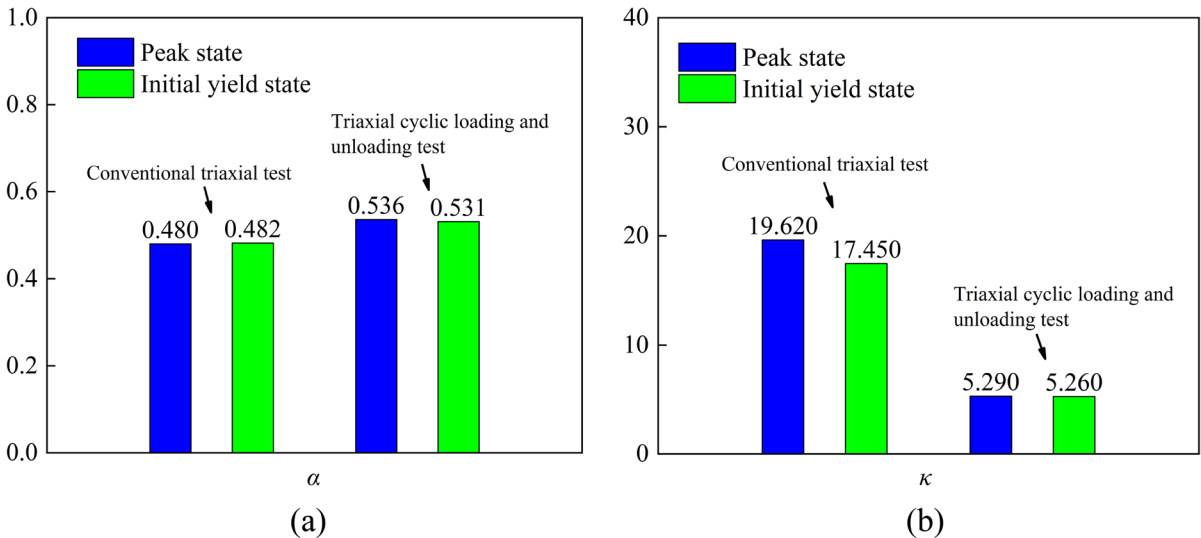 1.0
0.8
0.6
0.4
0.2
0.0
Peak state
Initial yield state
Conventional triaxial test
Triaxial cyclic loading and
unloading test
0.480
0.482
0.536
0.531
α
(a)
40
30
20
10
0
Peak state
Initial yield state
Conventional triaxial test
19.620
17.450
Triaxial cyclic loading and
unloading test
5.290
5.260
κ
(b)